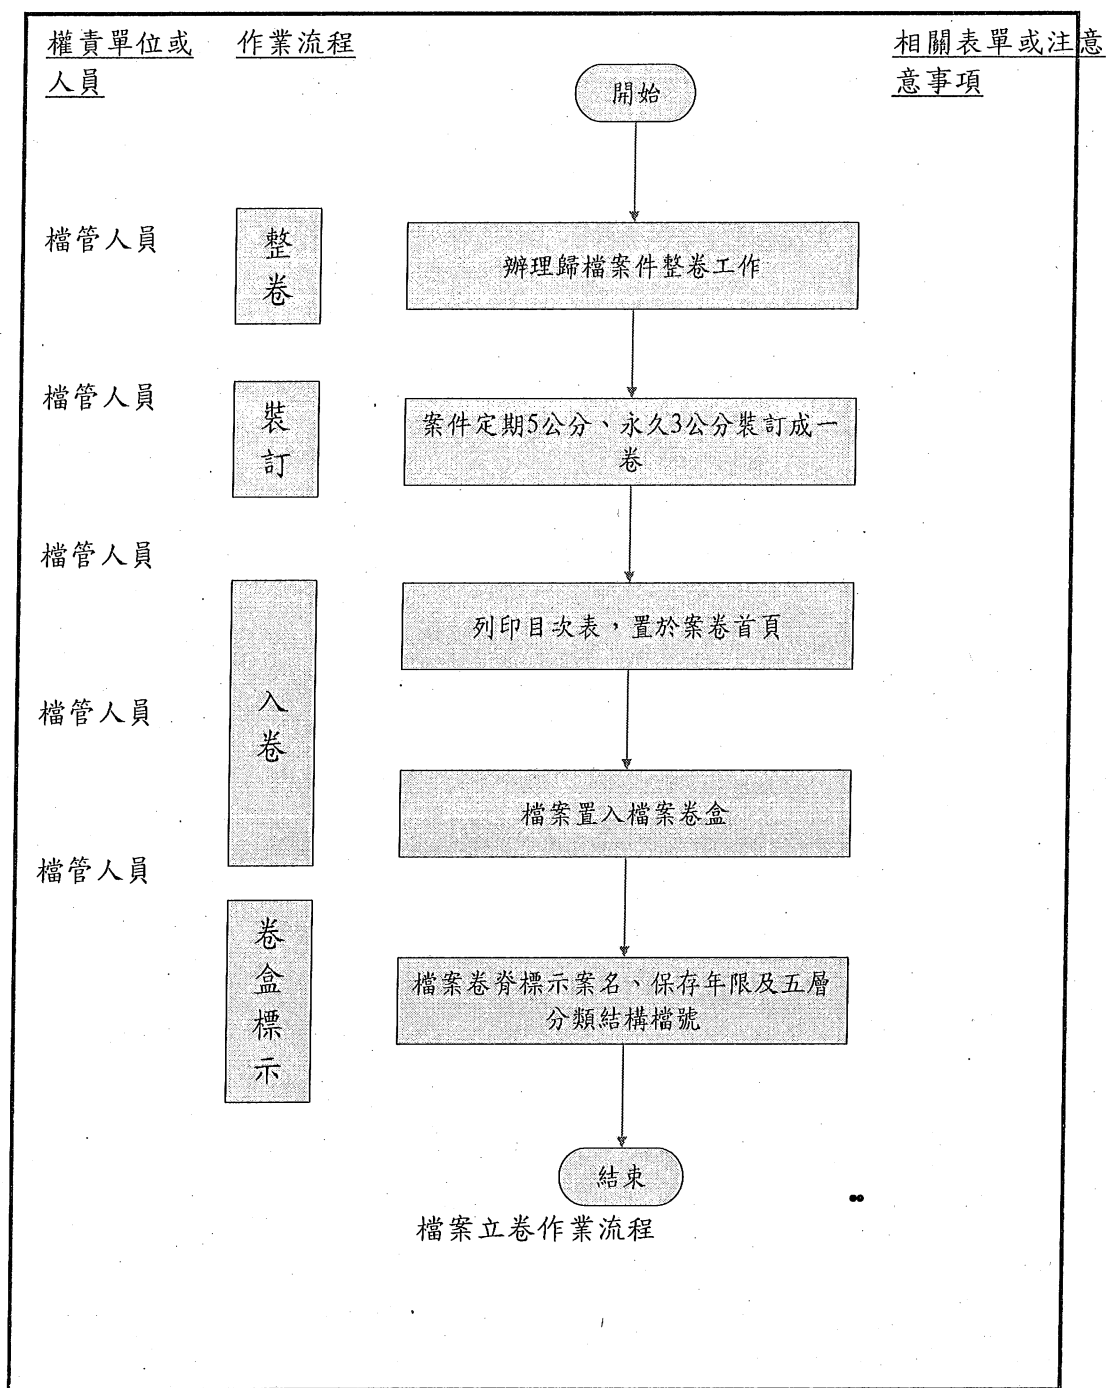 權責單位或
人員
作業流程
相關表單或注意
意事項
開始
檔管人員
整
卷
辦理歸檔案件整卷工作
檔管人員
裝
訂
案件定期5公分、永久3公分裝訂成一
卷
檔管人員
入
卷
列印目次表，置於案卷首頁
檔管人員
檔案置入檔案卷盒
檔管人員
卷
盒
標
示
檔案卷脊標示案名、保存年限及五層
分類結構檔號
結束
檔案立卷作業流程